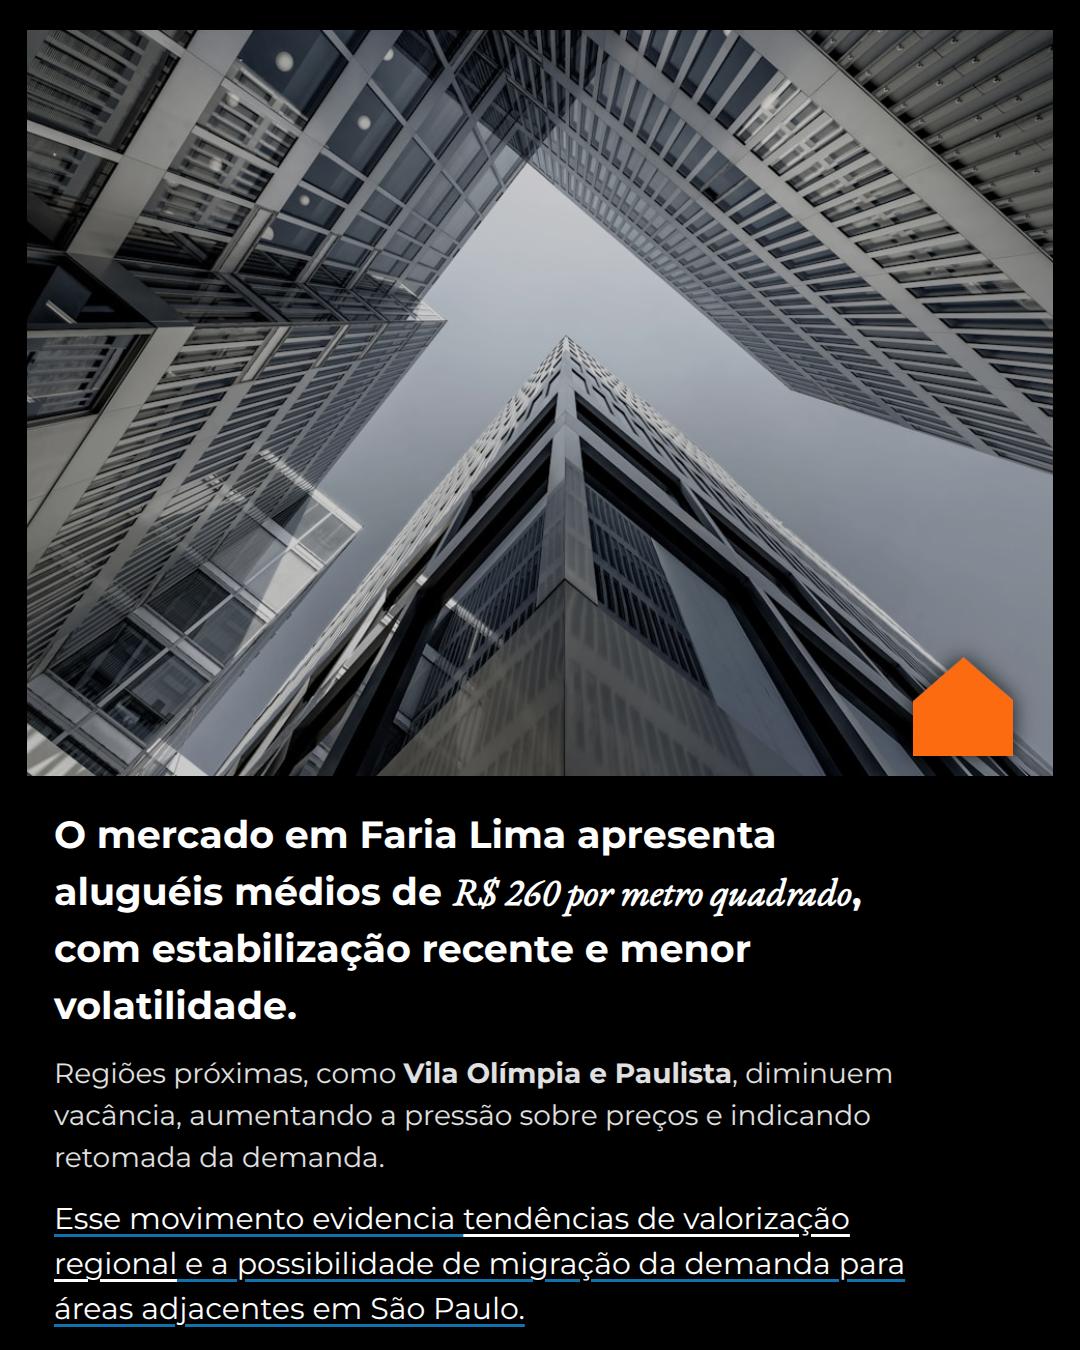 O mercado em Faria Lima apresenta
aluguéis médios de R$ 260 por metro quadrado,
com estabilização recente e menor
volatilidade.
Regiões próximas, como Vila Olímpia e Paulista, diminuem
vacância, aumentando a pressão sobre preços e indicando
retomada da demanda.
Esse movimento evidencia tendências de valorização
regional e a possibilidade de migração da demanda para
áreas adjacentes em São Paulo.